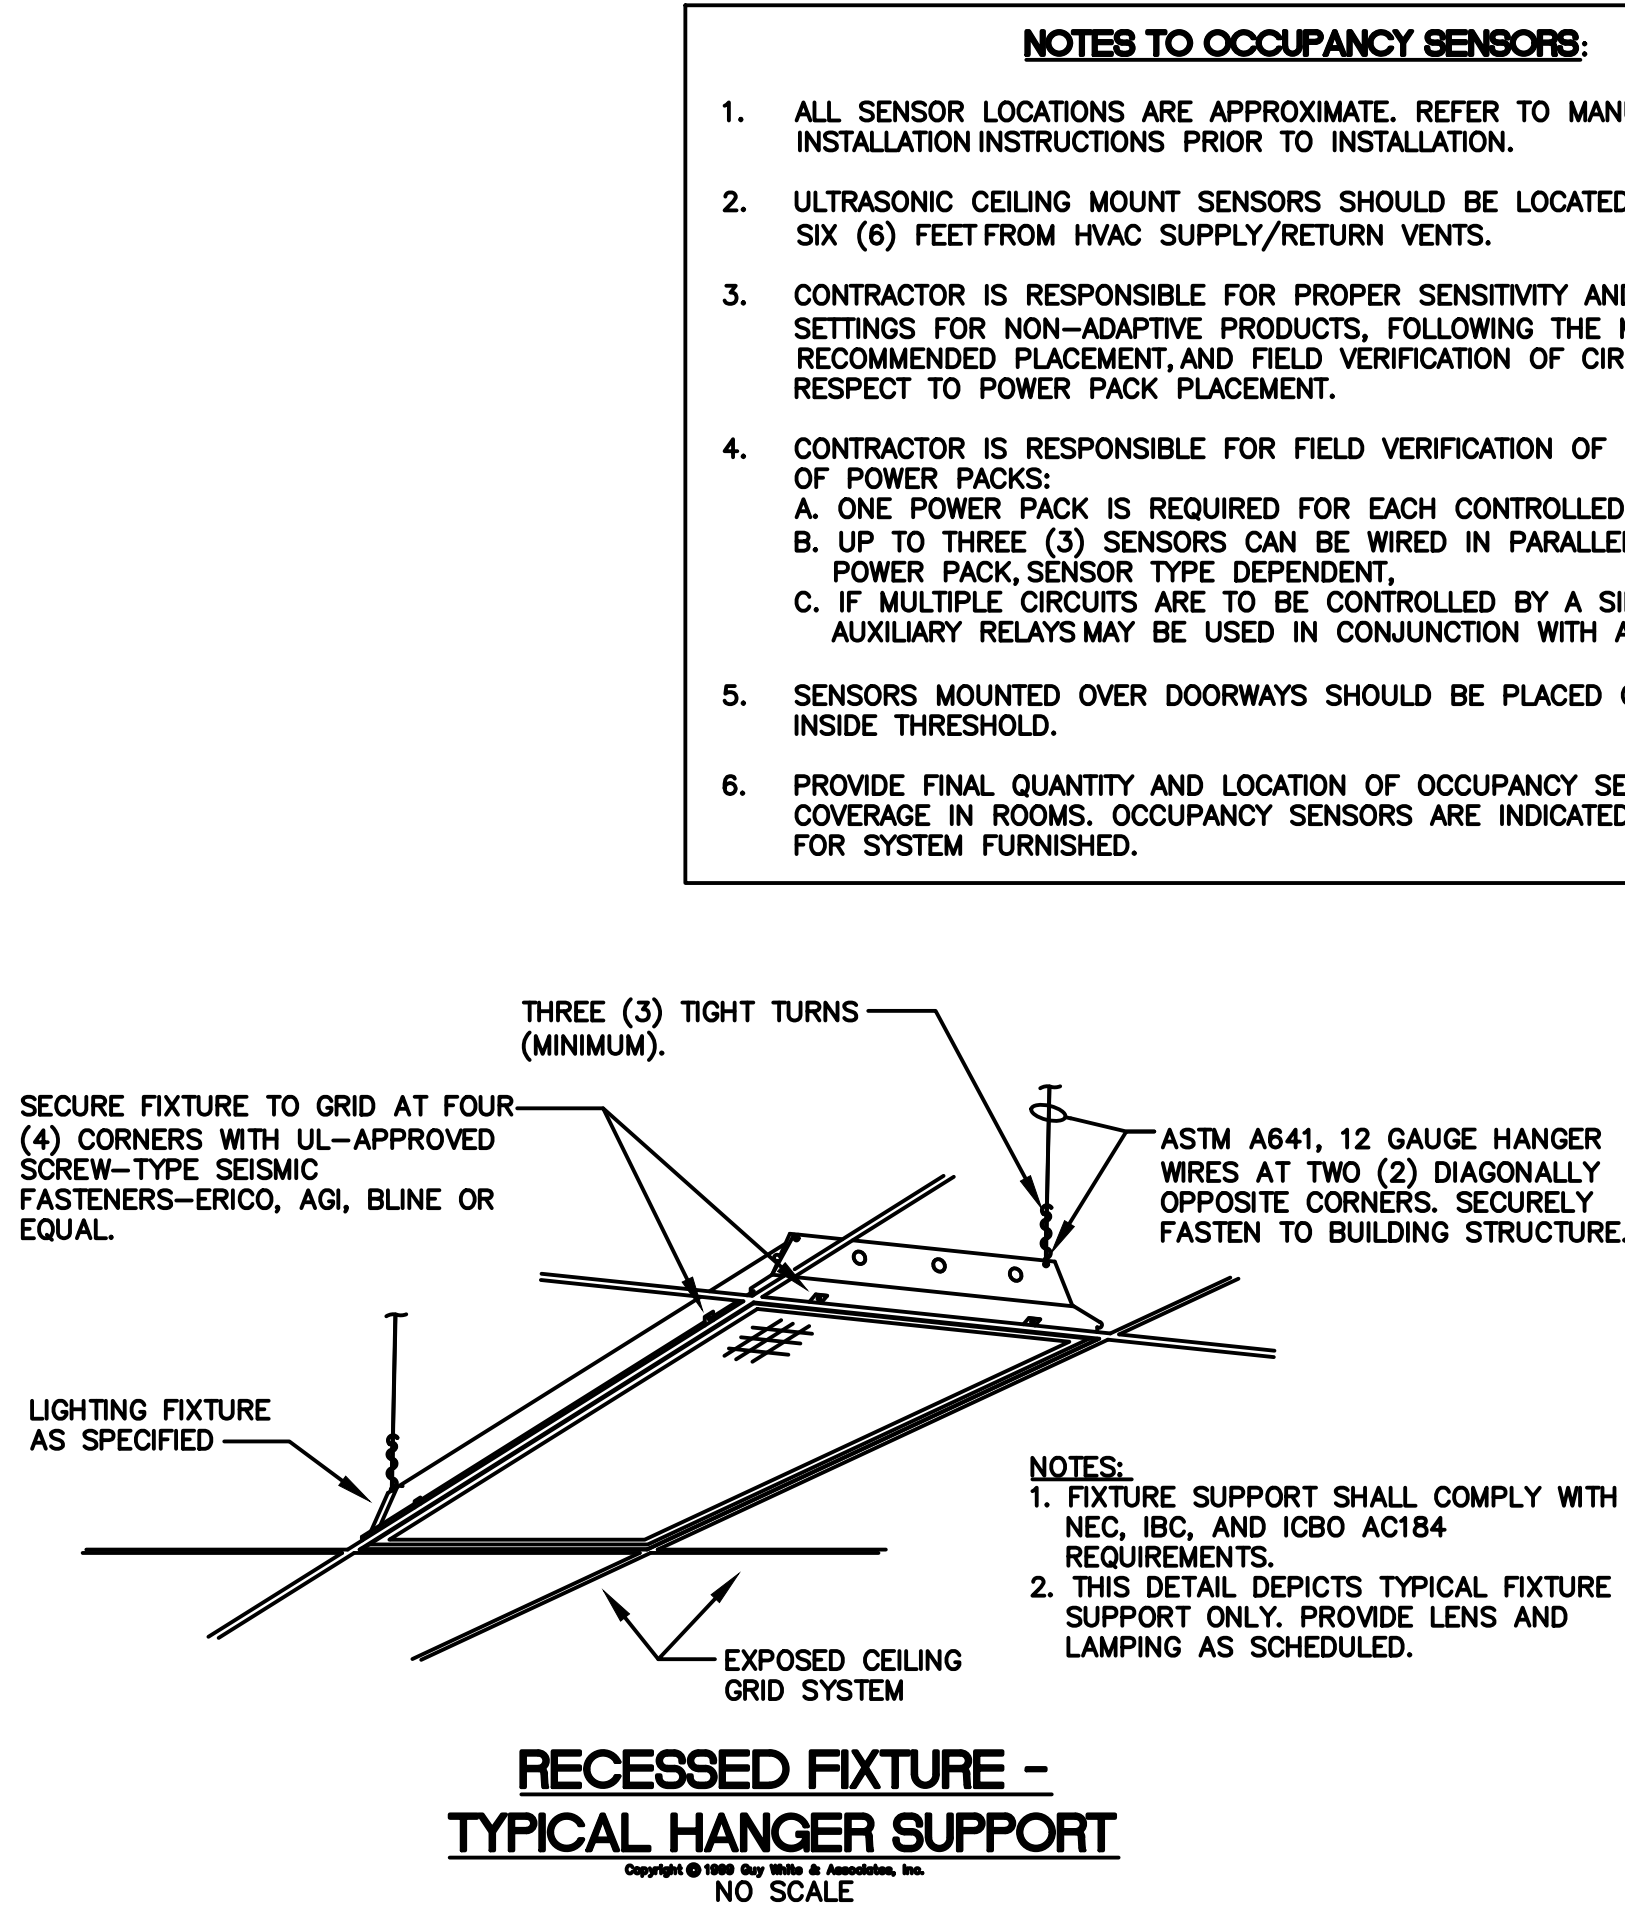 NOTES TO OCCUPANCY SENSORS:
1. ALL SENSOR LOCATIONS ARE APPROXIMATE. REFER TO
INSTALLATION INSTRUCTIONS PRIOR TO INSTALLATION.
2. ULTRASONIC CEILING MOUNT SENSORS SHOULD BE LOCATED
SIX (6) FEET FROM HVAC SUPPLY/RETURN VENTS.
3. CONTRACTOR IS RESPONSIBLE FOR PROPER SENSITIVITY AND
SETTINGS FOR NON-ADAPTIVE PRODUCTS, FOLLOWING THE
RECOMMENDED PLACEMENT, AND FIELD VERIFICATION OF
RESPECT TO POWER PACK PLACEMENT.
4. CONTRACTOR IS RESPONSIBLE FOR FIELD VERIFICATION OF
OF POWER PACKS:
A. ONE POWER PACK IS REQUIRED FOR EACH CONTROLLED
B. UP TO THREE (3) SENSORS CAN BE WIRED IN PARALLEL
POWER PACK, SENSOR TYPE DEPENDENT,
C. IF MULTIPLE CIRCUITS ARE TO BE CONTROLLED BY A
AUXILIARY RELAYS MAY BE USED IN CONJUNCTION WITH
5. SENSORS MOUNTED OVER DOORWAYS SHOULD BE PLACED
INSIDE THRESHOLD.
6. PROVIDE FINAL QUANTITY AND LOCATION OF OCCUPANCY
COVERAGE IN ROOMS. OCCUPANCY SENSORS ARE INDICATED
FOR SYSTEM FURNISHED.
THREE (3) TIGHT TURNS
(MINIMUM).
SECURE FIXTURE TO GRID AT FOUR
(4) CORNERS WITH UL-APPROVED
SCREW-TYPE SEISMIC
FASTENERS-ERICO, AGI, BLINE OR
EQUAL.
ASTM A641, 12 GAUGE HANGER
WIRES AT TWO (2) DIAGONALLY
OPPOSITE CORNERS. SECURELY
FASTEN TO BUILDING STRUCTURE.
LIGHTING FIXTURE
AS SPECIFIED
NOTES:
1. FIXTURE SUPPORT SHALL COMPLY WITH
NEC, IBC, AND ICBO AC184
REQUIREMENTS.
2. THIS DETAIL DEPICTS TYPICAL FIXTURE
SUPPORT ONLY. PROVIDE LENS AND
LAMPING AS SCHEDULED.
EXPOSED CEILING
GRID SYSTEM
RECESSED FIXTURE -
TYPICAL HANGER SUPPORT
Copyright © 1999 Guy White & Associates, Inc.
NO SCALE